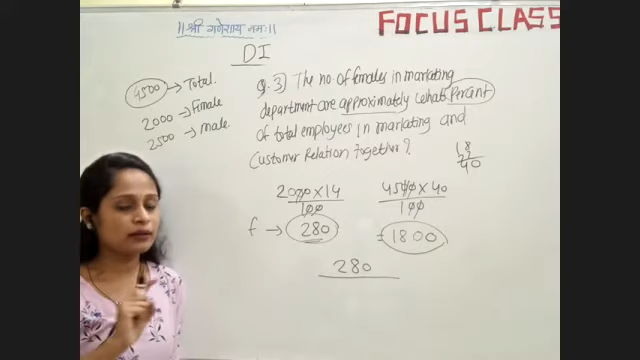 ॥ श्री गणेशाय नमः॥
FOCUS CLASS
DI
4500 → Total.
2000 → Female
2500 → Male.
Q.3) The no. of females in marketing
department are approximately what Percent
of total employees in marketing and
Customer Relation together?
18
22
40
2000 × 14
100
f → 280
4500 × 40
100
= 1800
280